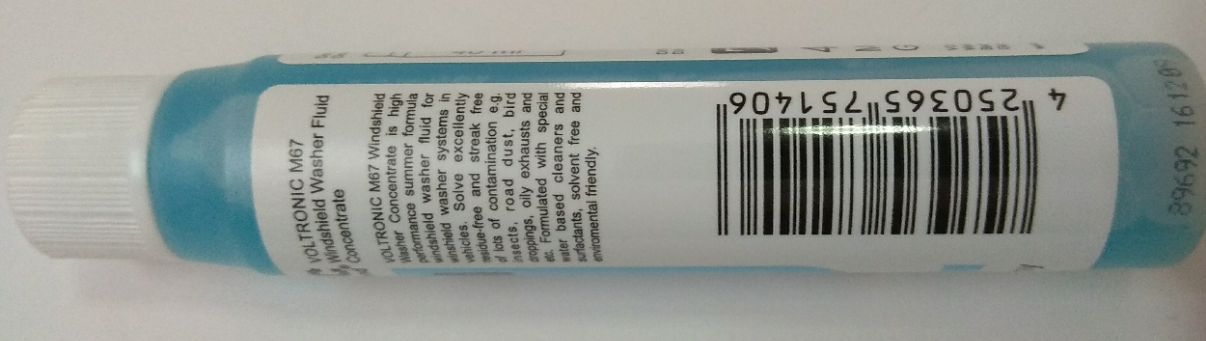 VOLTRONIC M67
Windshield Washer Fluid
Concentrate
VOLTRONIC M67 Windshield
Washer Concentrate is high
performance summer formula
windshield washer fluid for
winshield washer systems in
vehicles. Solve excellently
residue-free and streak free
of lots of contamination e.g.
insects, road dust, bird
droppings, oily exhausts and
etc. Formulated with special
water based cleaners and
surfactants, solvent free and
enviromental friendly.
4 250365 751406
89692 161209